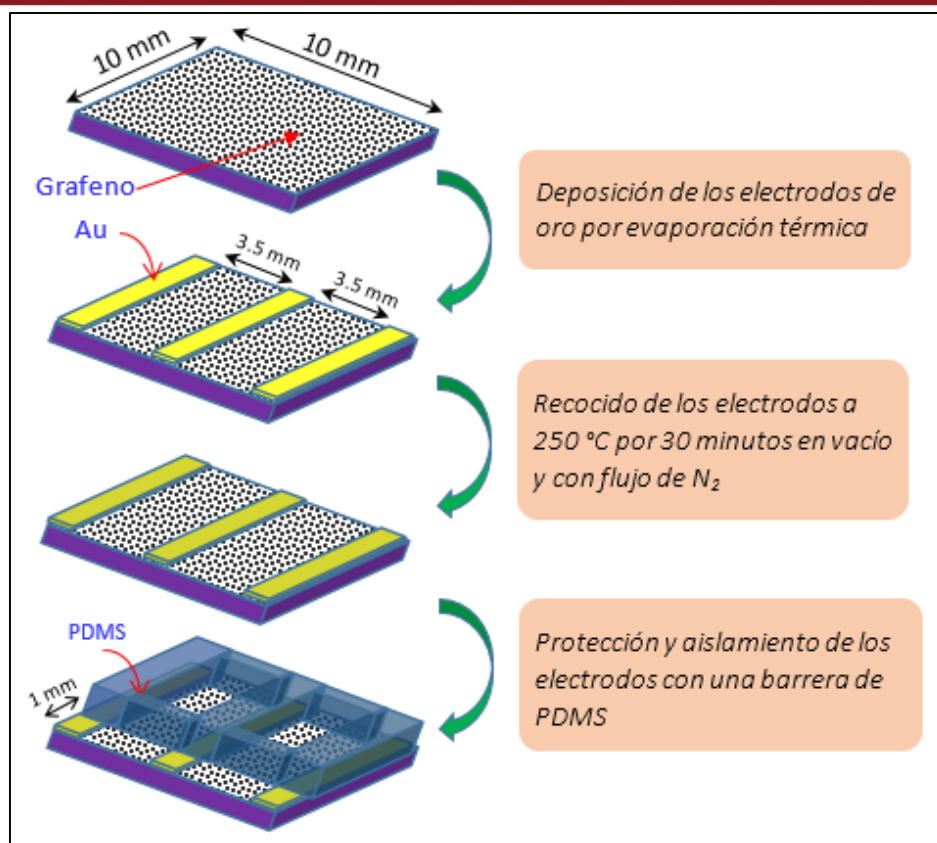 10 mm
10 mm
Grafeno
Deposición de los electrodos de
oro por evaporación térmica
Au
3.5 mm
3.5 mm
Recocido de los electrodos a
250 °C por 30 minutos en vacío
y con flujo de N₂
PDMS
1 mm
Protección y aislamiento de los
electrodos con una barrera de
PDMS